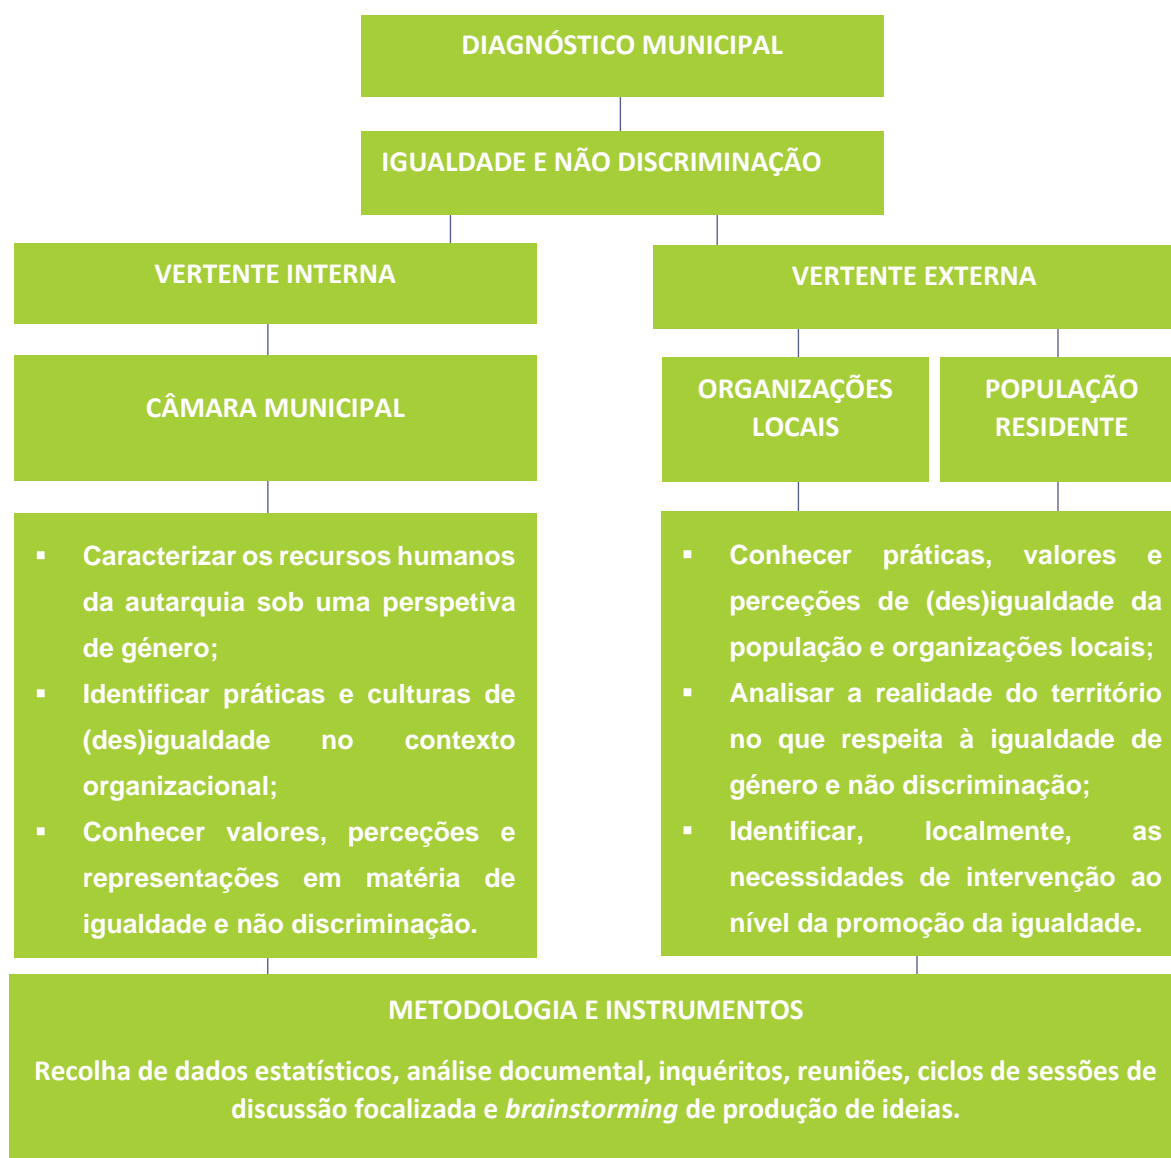 DIAGNÓSTICO MUNICIPAL
IGUALDADE E NÃO DISCRIMINAÇÃO
VERTENTE INTERNA
VERTENTE EXTERNA
CÂMARA MUNICIPAL
ORGANIZAÇÕES
LOCAIS
POPULAÇÃO
RESIDENTE
▪ Caracterizar os recursos humanos
da autarquia sob uma perspetiva
de género;
▪ Identificar práticas e culturas de
(des)igualdade no contexto
organizacional;
▪ Conhecer valores, perceções e
representações em matéria de
igualdade e não discriminação.
▪ Conhecer práticas, valores e
perceções de (des)igualdade da
população e organizações locais;
▪ Analisar a realidade do território
no que respeita à igualdade de
género e não discriminação;
▪ Identificar, localmente, as
necessidades de intervenção ao
nível da promoção da igualdade.
METODOLOGIA E INSTRUMENTOS
Recolha de dados estatísticos, análise documental, inquéritos, reuniões, ciclos de sessões de
discussão focalizada e brainstorming de produção de ideias.